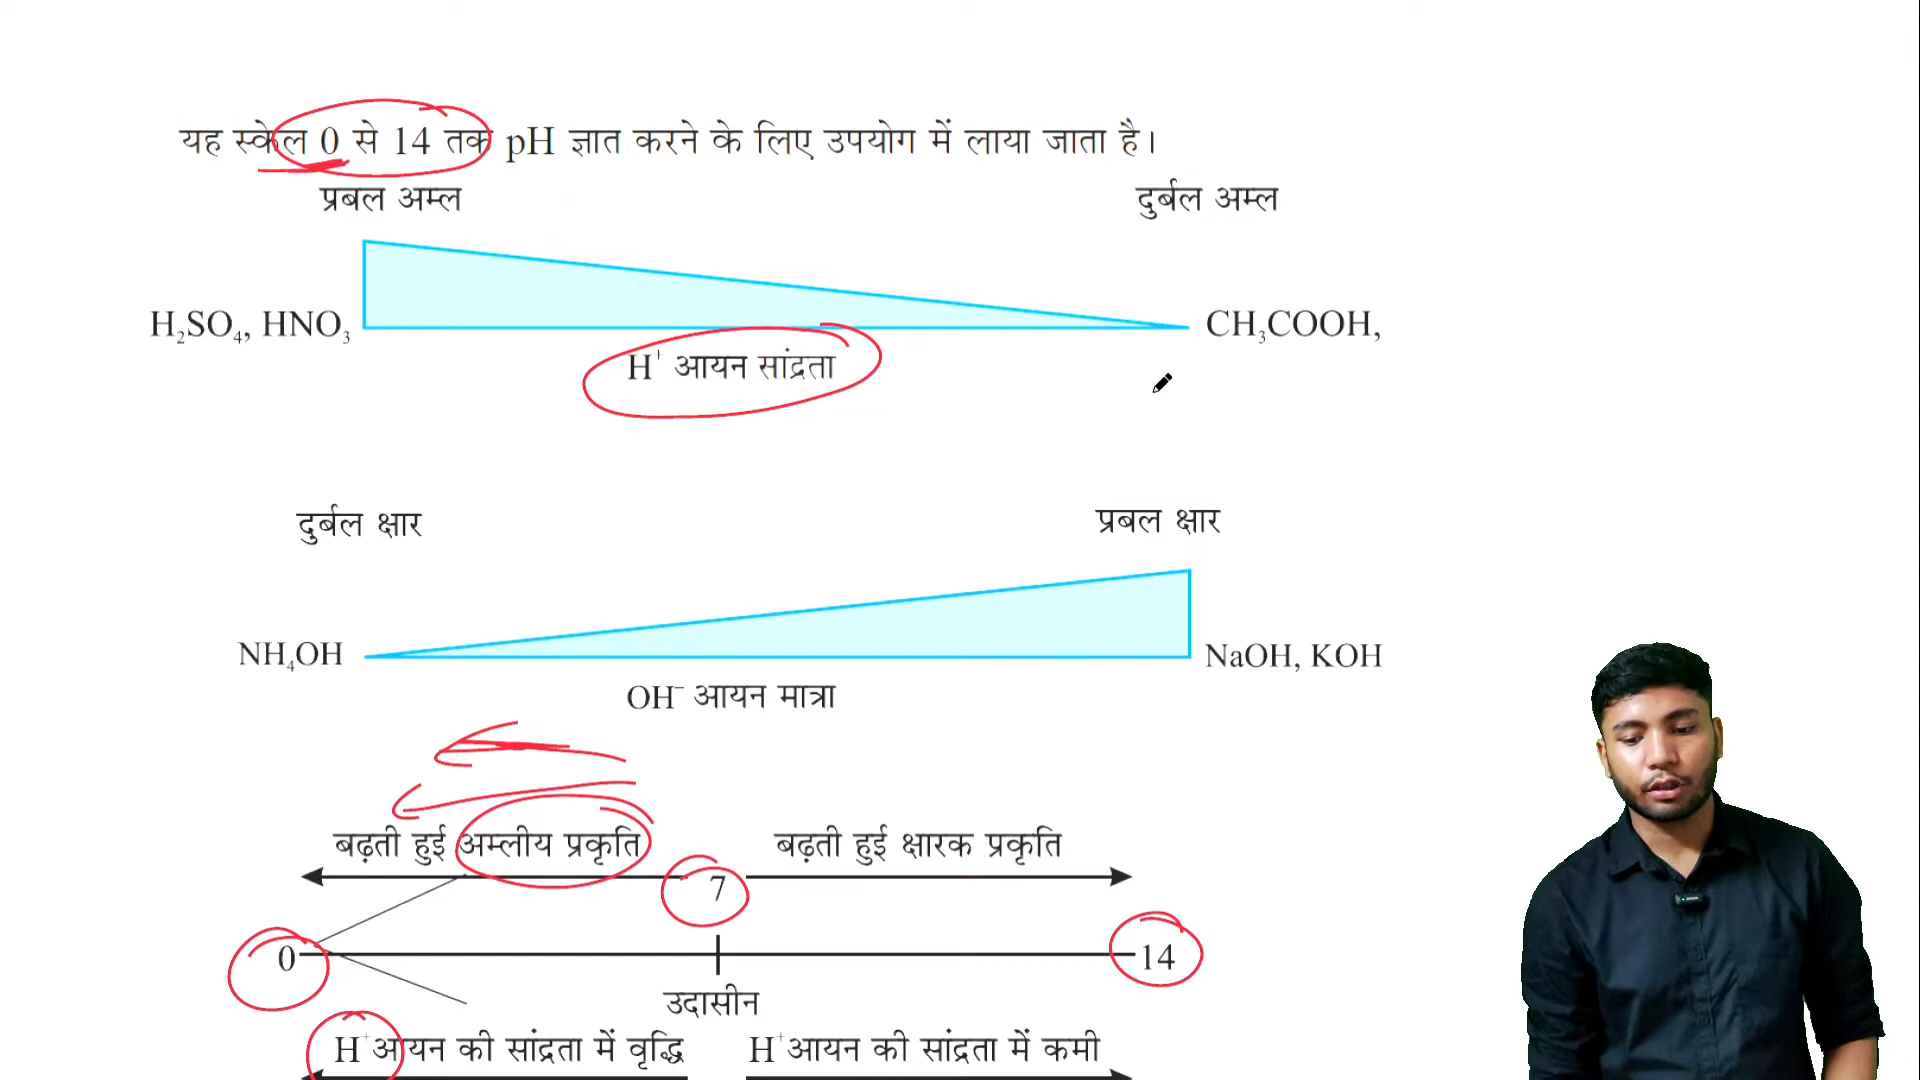 यह स्केल 0 से 14 तक pH ज्ञात करने के लिए उपयोग में लाया जाता है।
प्रबल अम्ल दुर्बल अम्ल
H₂SO₄, HNO₃ CH₃COOH,
H⁺ आयन सांद्रता
दुर्बल क्षार प्रबल क्षार
NH₄OH NaOH, KOH
OH⁻ आयन मात्रा
बढ़ती हुई अम्लीय प्रकृति बढ़ती हुई क्षारक प्रकृति
7
0 14
उदासीन
H⁺आयन की सांद्रता में वृद्धि H⁺आयन की सांद्रता में कमी